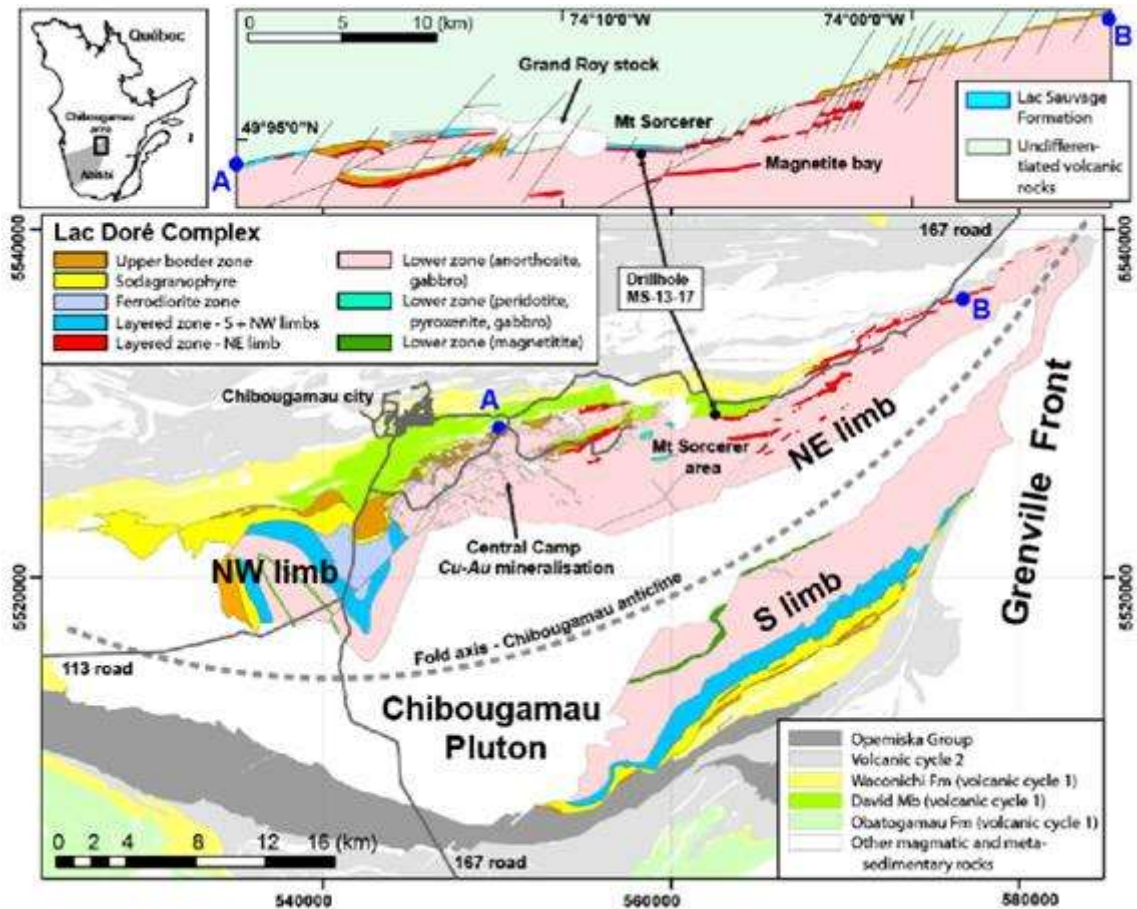 Québec
Chibougamau
area
Abitibi
0 5 10 (km)
74°10'0"W
74°00'0"W
B
Grand Roy stock
49°95'0"N
Mt Sorcerer
Magnetite bay
A
Lac Sauvage
Formation
Undifferen-
tiated volcanic
rocks
Lac Doré Complex
Upper border zone
Sodagranophyre
Ferrodiorite zone
Layered zone - S + NW limbs
Layered zone - NE limb
Lower zone (anorthosite,
gabbro)
Lower zone (peridotite,
pyroxenite, gabbro)
Lower zone (magnetitite)
5540000
5540000
167 road
Drillhole
MS-13-17
B
Chibougamau city
A
Mt Sorcerer
area
NE limb
Grenville Front
Central Camp
Cu-Au mineralisation
NW limb
5520000
5520000
S limb
Fold axis - Chibougamau anticline
113 road
Chibougamau
Pluton
Opemiska Group
Volcanic cycle 2
Waconichi Fm (volcanic cycle 1)
David Mb (volcanic cycle 1)
Obatogamau Fm (volcanic cycle 1)
Other magmatic and meta-
sedimentary rocks
0 2 4 8 12 16 (km)
167 road
540000
560000
580000